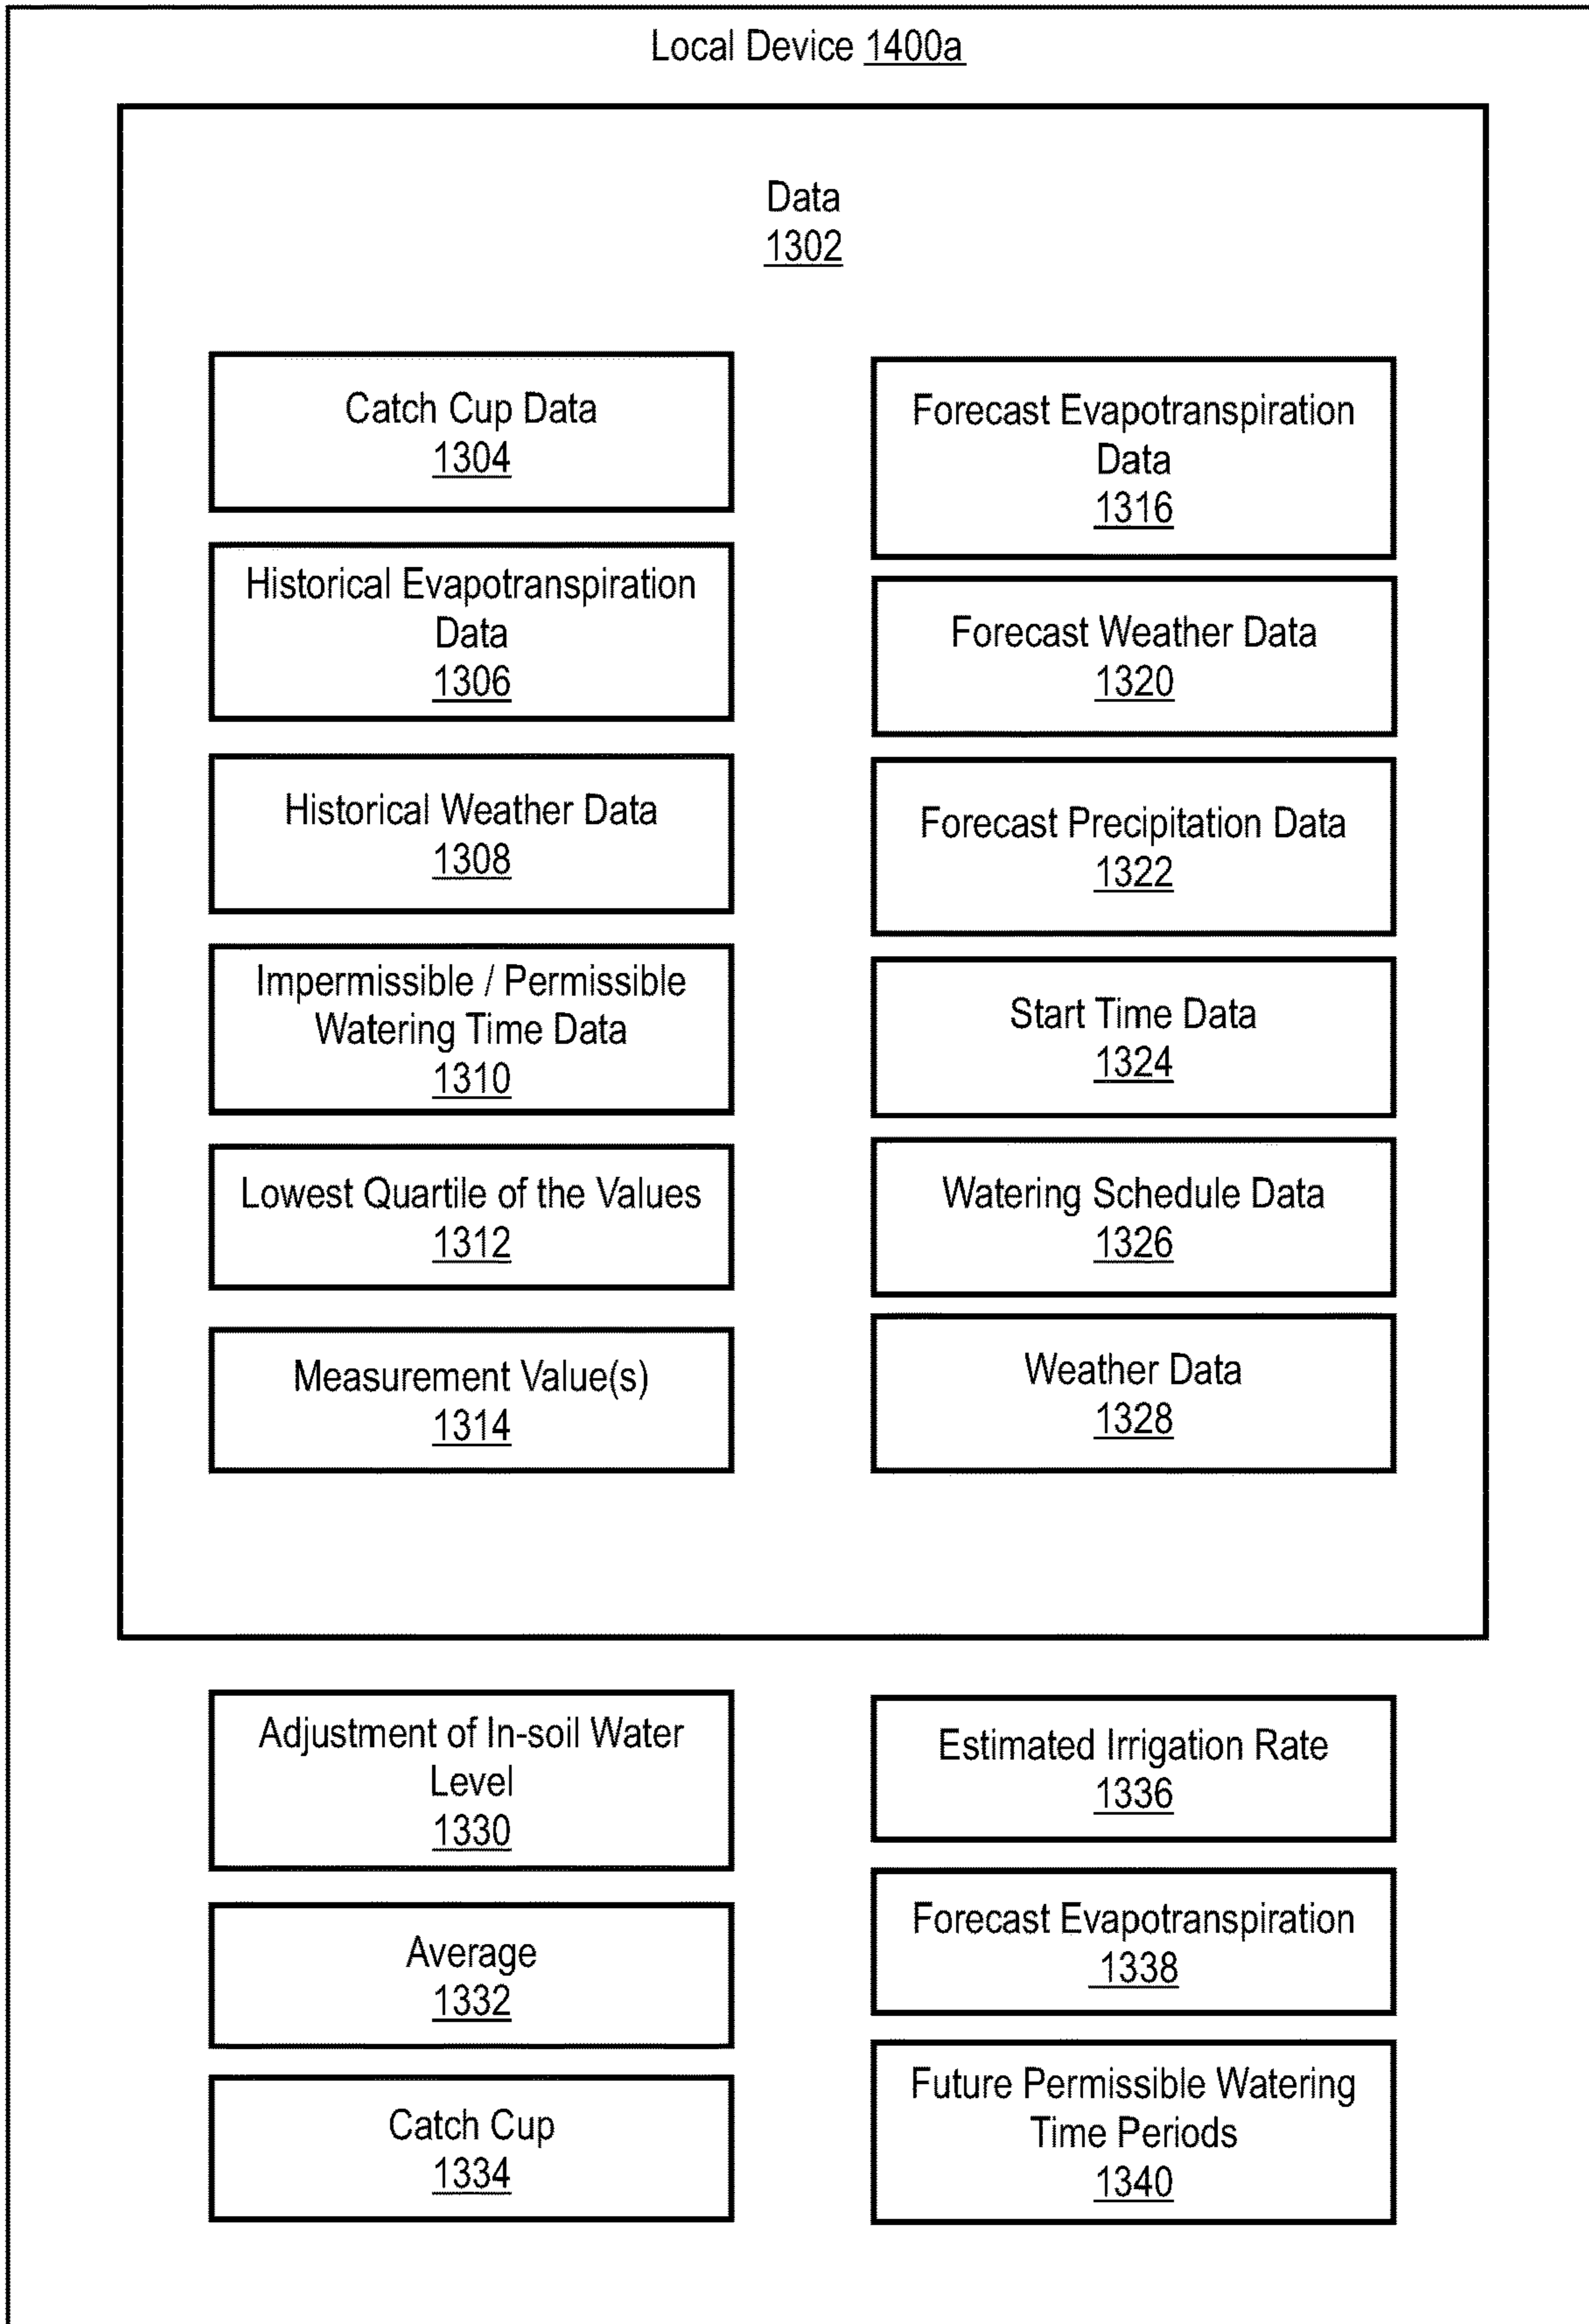 Local Device 1400a
Data
1302
Catch Cup Data
1304
Historical Evapotranspiration
Data
1306
Historical Weather Data
1308
Impermissible / Permissible
Watering Time Data
1310
Lowest Quartile of the Values
1312
Measurement Value(s)
1314
Forecast Evapotranspiration
Data
1316
Forecast Weather Data
1320
Forecast Precipitation Data
1322
Start Time Data
1324
Watering Schedule Data
1326
Weather Data
1328
Adjustment of In-soil Water
Level
1330
Average
1332
Catch Cup
1334
Estimated Irrigation Rate
1336
Forecast Evapotranspiration
1338
Future Permissible Watering
Time Periods
1340